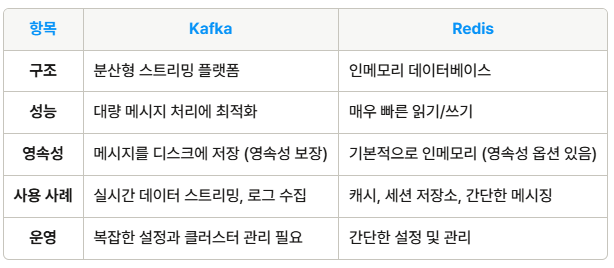 항목 Kafka Redis
구조 분산형 스트리밍 플랫폼 인메모리 데이터베이스
성능 대량 메시지 처리에 최적화 매우 빠른 읽기/쓰기
영속성 메시지를 디스크에 저장 (영속성 보장) 기본적으로 인메모리 (영속성 옵션 있음)
사용 사례 실시간 데이터 스트리밍, 로그 수집 캐시, 세션 저장소, 간단한 메시징
운영 복잡한 설정과 클러스터 관리 필요 간단한 설정 및 관리